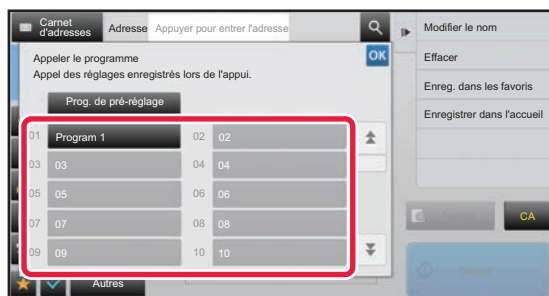 Carnet
d'adresses
Adresse
Appuyer pour entrer l'adresse
Modifier le nom
Appeler le programme
OK
Effacer
Appel des réglages enregistrés lors de l'appui.
Enreg. dans les favoris
Prog. de pré-réglage
Enregistrer dans l'accueil
01 Program 1
02 02
03 03
04 04
05 05
06 06
07 07
08 08
CA
09 09
10 10
Autres
Départ